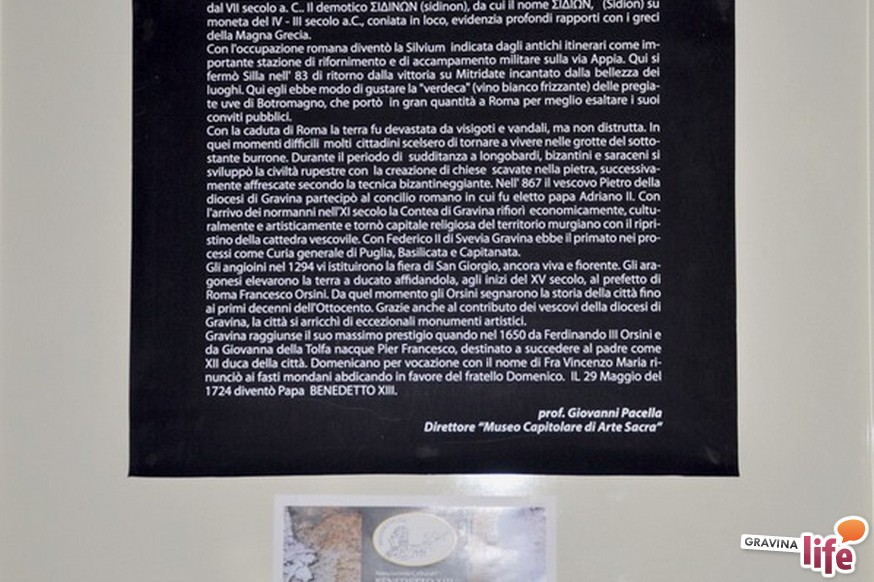 dal VII secolo a. C.. Il demotico ΣΙΔΙΝΩΝ (sidinon), da cui il nome ΣΙΔΙΩΝ, (Sidion) su
moneta del IV - III secolo a.C., coniata in loco, evidenzia profondi rapporti con i greci
della Magna Grecia.
Con l'occupazione romana diventò la Silvium indicata dagli antichi itinerari come im-
portante stazione di rifornimento e di accampamento militare sulla via Appia. Qui si
fermò Silla nell' 83 di ritorno dalla vittoria su Mitridate incantato dalla bellezza dei
luoghi. Qui egli ebbe modo di gustare la "verdeca" (vino bianco frizzante) delle pregia-
te uve di Botromagno, che portò in gran quantità a Roma per meglio esaltare i suoi
conviti pubblici.
Con la caduta di Roma la terra fu devastata da visigoti e vandali, ma non distrutta. In
quei momenti difficili molti cittadini scelsero di tornare a vivere nelle grotte del sotto-
stante burrone. Durante il periodo di sudditanza a longobardi, bizantini e saraceni si
sviluppò la civiltà rupestre con la creazione di chiese scavate nella pietra, successiva-
mente affrescate secondo la tecnica bizantineggiante. Nell' 867 il vescovo Pietro della
diocesi di Gravina partecipò al concilio romano in cui fu eletto papa Adriano II. Con
l'arrivo dei normanni nell'XI secolo la Contea di Gravina rifiorì economicamente, cultu-
ralmente e artisticamente e tornò capitale religiosa del territorio murgiano con il ripri-
stino della cattedra vescovile. Con Federico II di Svevia Gravina ebbe il primato nei pro-
cessi come Curia generale di Puglia, Basilicata e Capitanata.
Gli angioini nel 1294 vi istituirono la fiera di San Giorgio, ancora viva e fiorente. Gli ara-
gonesi elevarono la terra a ducato affidandola, agli inizi del XV secolo, al prefetto di
Roma Francesco Orsini. Da quel momento gli Orsini segnarono la storia della città fino
ai primi decenni dell'Ottocento. Grazie anche al contributo dei vescovi della diocesi di
Gravina, la città si arricchì di eccezionali monumenti artistici.
Gravina raggiunse il suo massimo prestigio quando nel 1650 da Ferdinando III Orsini e
da Giovanna della Tolfa nacque Pier Francesco, destinato a succedere al padre come
XII duca della città. Domenicano per vocazione con il nome di Fra Vincenzo Maria ri-
nunciò ai fasti mondani abdicando in favore del fratello Domenico. IL 29 Maggio del
1724 diventò Papa BENEDETTO XIII.
prof. Giovanni Pacella
Direttore "Museo Capitolare di Arte Sacra"
BENEDETTO XIII
GRAVINA
life